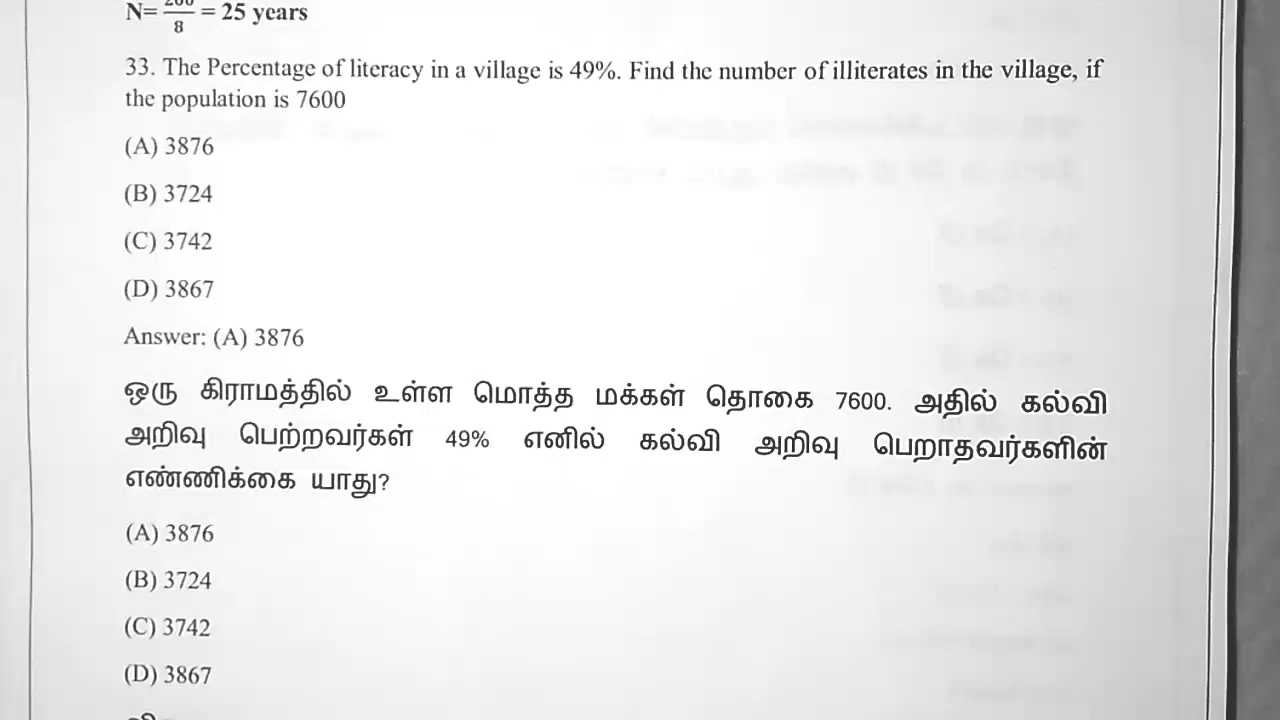 N= 200/8 = 25 years
33. The Percentage of literacy in a village is 49%. Find the number of illiterates in the village, if
the population is 7600
(A) 3876
(B) 3724
(C) 3742
(D) 3867
Answer: (A) 3876
ஒரு கிராமத்தில் உள்ள மொத்த மக்கள் தொகை 7600. அதில் கல்வி
அறிவு பெற்றவர்கள் 49% எனில் கல்வி அறிவு பெறாதவர்களின்
எண்ணிக்கை யாது?
(A) 3876
(B) 3724
(C) 3742
(D) 3867